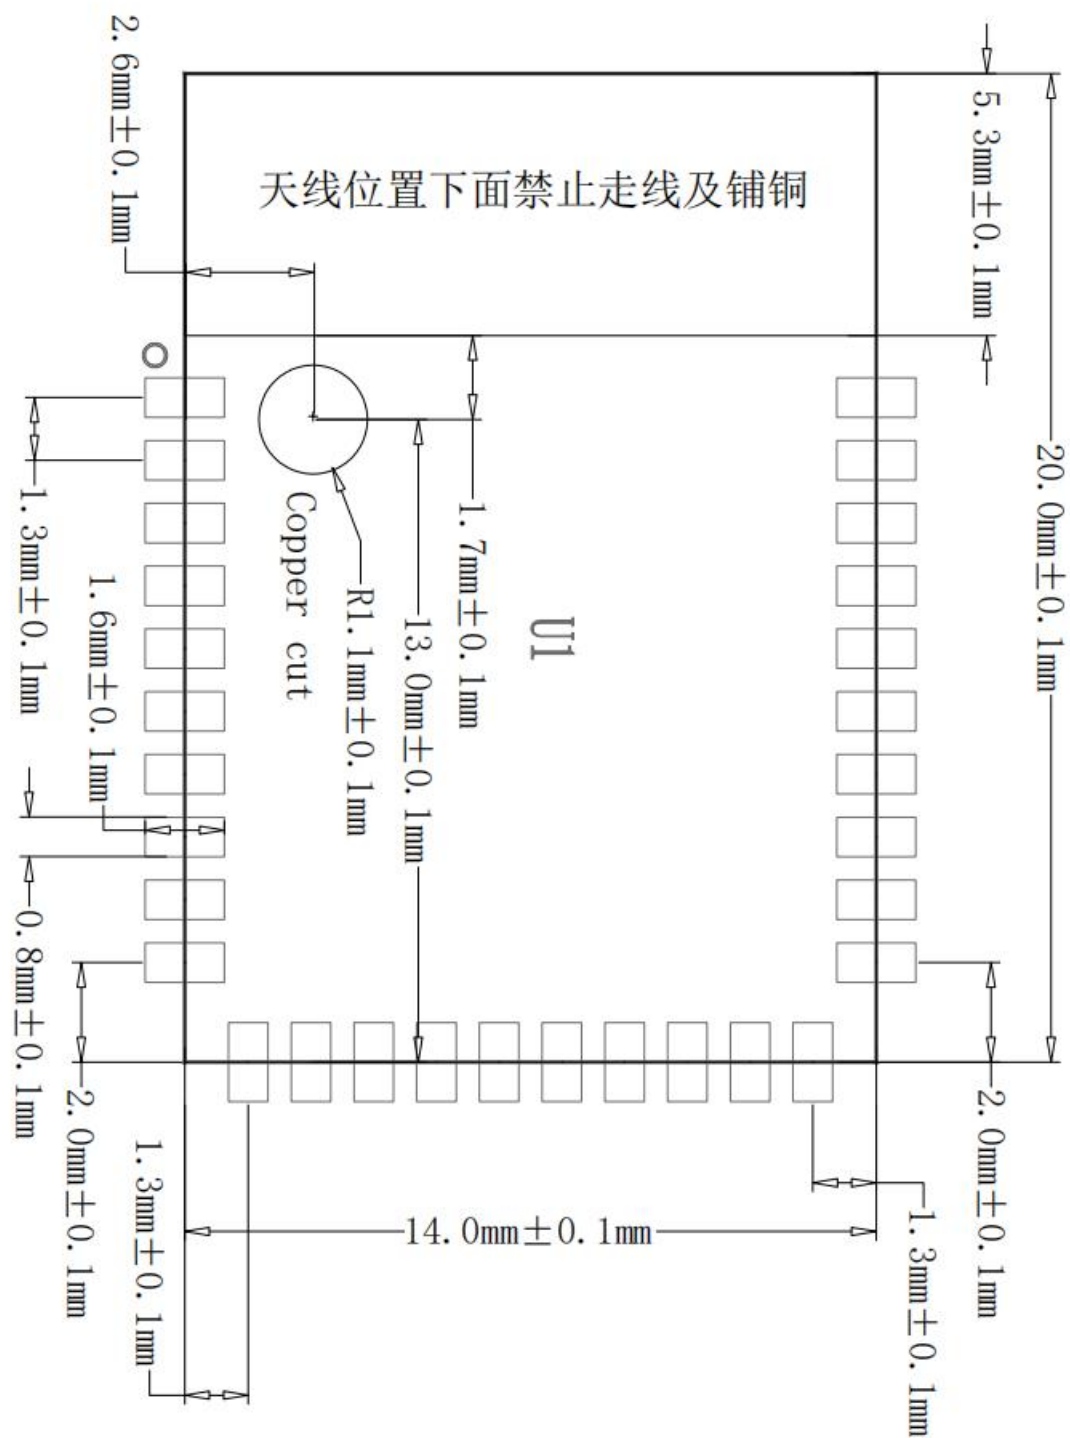 2.6mm±0.1mm
5.3mm±0.1mm
天线位置下面禁止走线及铺铜
20.0mm±0.1mm
1.7mm±0.1mm
13.0mm±0.1mm
R1.1mm±0.1mm
Copper cut
U1
1.3mm±0.1mm
1.6mm±0.1mm
0.8mm±0.1mm
2.0mm±0.1mm
2.0mm±0.1mm
1.3mm±0.1mm
14.0mm±0.1mm
1.3mm±0.1mm